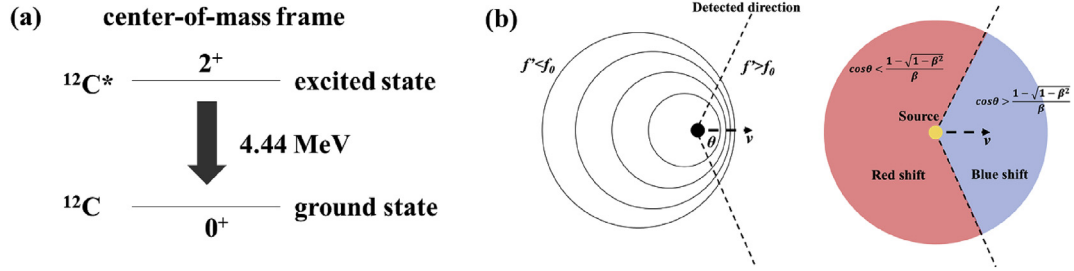 (a)
center-of-mass frame
2⁺
¹²C*
excited state
4.44 MeV
¹²C
ground state
0⁺
(b)
Detected direction
f'<f₀
f'>f₀
θ
v
cosθ < (1 − √(1 − β²))/β
cosθ > (1 − √(1 − β²))/β
Source
v
Red shift
Blue shift